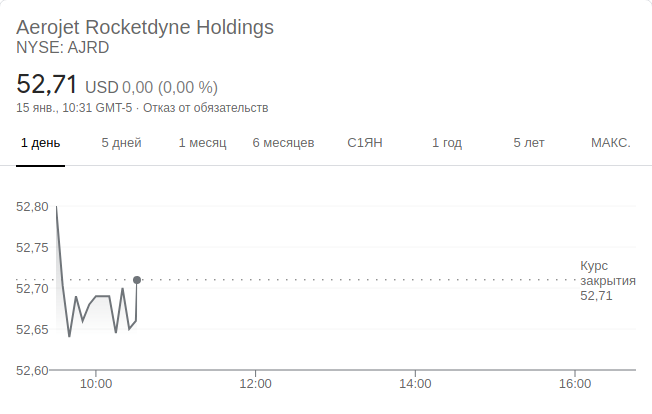 Aerojet Rocketdyne Holdings
NYSE: AJRD
52,71 USD 0,00 (0,00 %)
15 янв., 10:31 GMT-5 · Отказ от обязательств
1 день 5 дней 1 месяц 6 месяцев С1ЯН 1 год 5 лет МАКС.
52,80
52,75
Курс
закрытия
52,71
52,70
52,65
52,60
10:00 12:00 14:00 16:00